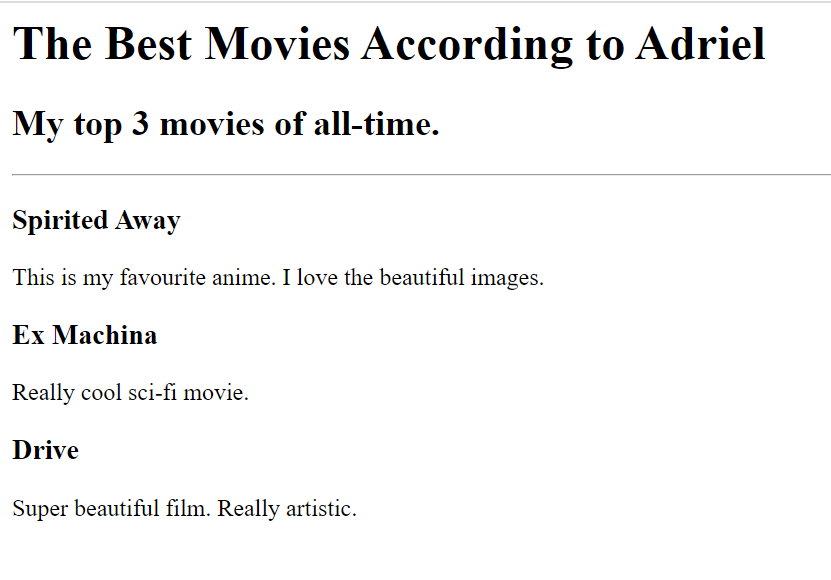 The Best Movies According to Adriel
My top 3 movies of all-time.
Spirited Away
This is my favourite anime. I love the beautiful images.
Ex Machina
Really cool sci-fi movie.
Drive
Super beautiful film. Really artistic.